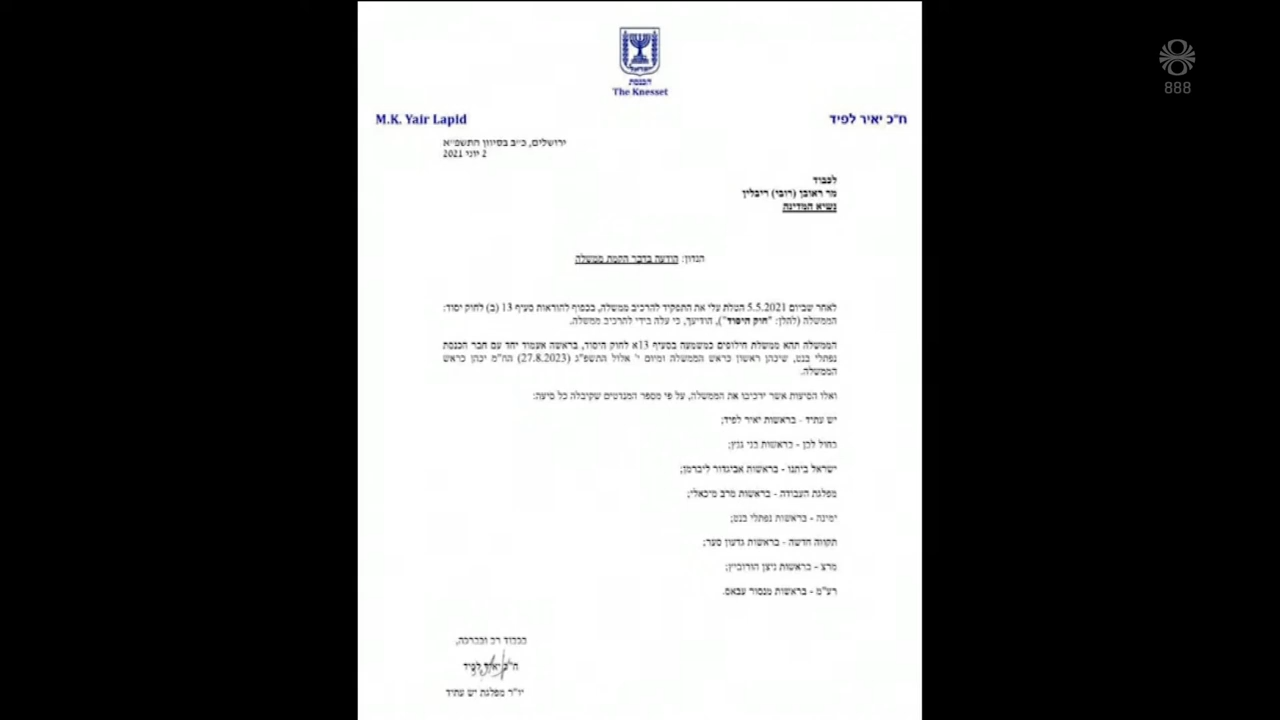 888
הכנסת
The Knesset
M.K. Yair Lapid
ח"כ יאיר לפיד
ירושלים, כ"ב בסיוון התשפ"א
2 יוני 2021
לכבוד
מר ראובן (רובי) ריבלין
נשיא המדינה
הנדון: הודעה בדבר הקמת ממשלה
לאחר שביום 5.5.2021 הטלת עלי את התפקיד להרכיב ממשלה, בכפוף להוראות סעיף 13 (ב) לחוק יסוד:
הממשלה (להלן: "חוק היסוד"), הודיעך, כי עלה בידי להרכיב ממשלה.
הממשלה תהא ממשלת חילופים כמשמעה בסעיף 13א לחוק היסוד, בראשה אעמוד יחד עם חבר הכנסת
נפתלי בנט, שיכהן ראשון כראש הממשלה ומיום י' אלול התשפ"ג (27.8.2023) הח"מ יכהן כראש
הממשלה.
ואלו הסיעות אשר ירכיבו את הממשלה, על פי מספר המנדטים שקיבלה כל סיעה:
יש עתיד - בראשות יאיר לפיד;
כחול לבן - בראשות בני גנץ;
ישראל ביתנו - בראשות אביגדור ליברמן;
מפלגת העבודה - בראשות מרב מיכאלי;
ימינה - בראשות נפתלי בנט;
תקווה חדשה - בראשות גדעון סער;
מרצ - בראשות ניצן הורוביץ;
רע"מ - בראשות מנסור עבאס.
בכבוד רב ובברכה,
ח"כ יאיר לפיד
יו"ר מפלגת יש עתיד